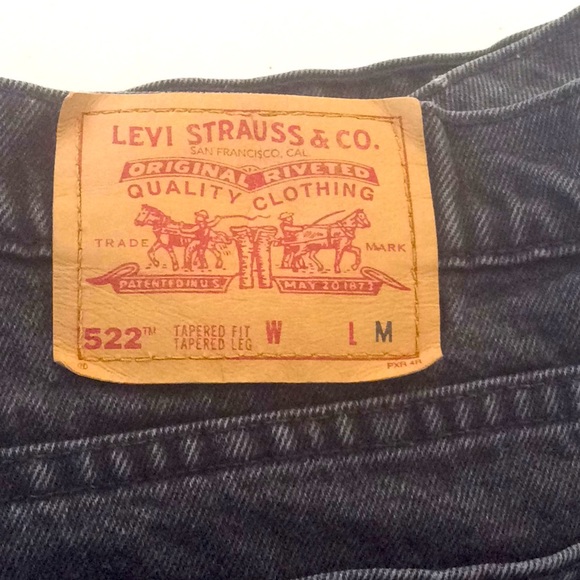 LEVI STRAUSS & CO.
SAN FRANCISCO, CAL.
ORIGINAL RIVETED
QUALITY CLOTHING
TRADE MARK
PATENTED IN U.S. MAY 20 1873
522™ TAPERED FIT W L M
TAPERED LEG